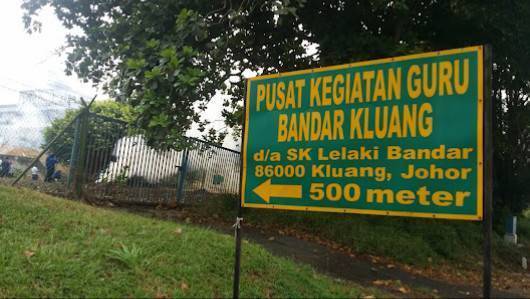 PUSAT KEGIATAN GURU
BANDAR KLUANG
d/a SK Lelaki Bandar
86000 Kluang, Johor
500 meter